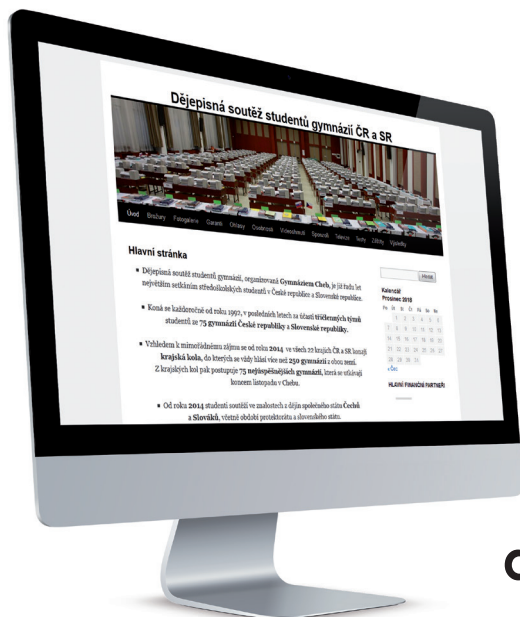 Dějepisná soutěž studentů gymnázií ČR a SR
Úvod Brožury Fotogalerie Garanti Ohlasy Osobnosti Videoshrnutí Sponzoři Televize Texty Zážitky Výsledky
Hlavní stránka
▪ Dějepisná soutěž studentů gymnázií, organizovaná Gymnáziem Cheb, je již řadu let
největším setkáním středoškolských studentů v České republice a Slovenské republice.
▪ Koná se každoročně od roku 1992, v posledních letech za účasti tříčlenných týmů
studentů ze 75 gymnázií České republiky a Slovenské republiky.
▪ Vzhledem k mimořádnému zájmu se od roku 2014 ve všech 22 krajích ČR a SR konají
krajská kola, do kterých se vždy hlásí více než 250 gymnázií z obou zemí.
Z krajských kol pak postupuje 75 nejúspěšnějších gymnázií, která se utkávají
koncem listopadu v Chebu.
▪ Od roku 2014 studenti soutěží ve znalostech z dějin společného státu Čechů
a Slováků, včetně období protektorátu a slovenského státu.
Hledat
Kalendář
Prosinec 2018
Po Út St Čt Pá So Ne
« Čec
HLAVNÍ FINANČNÍ PARTNEŘI